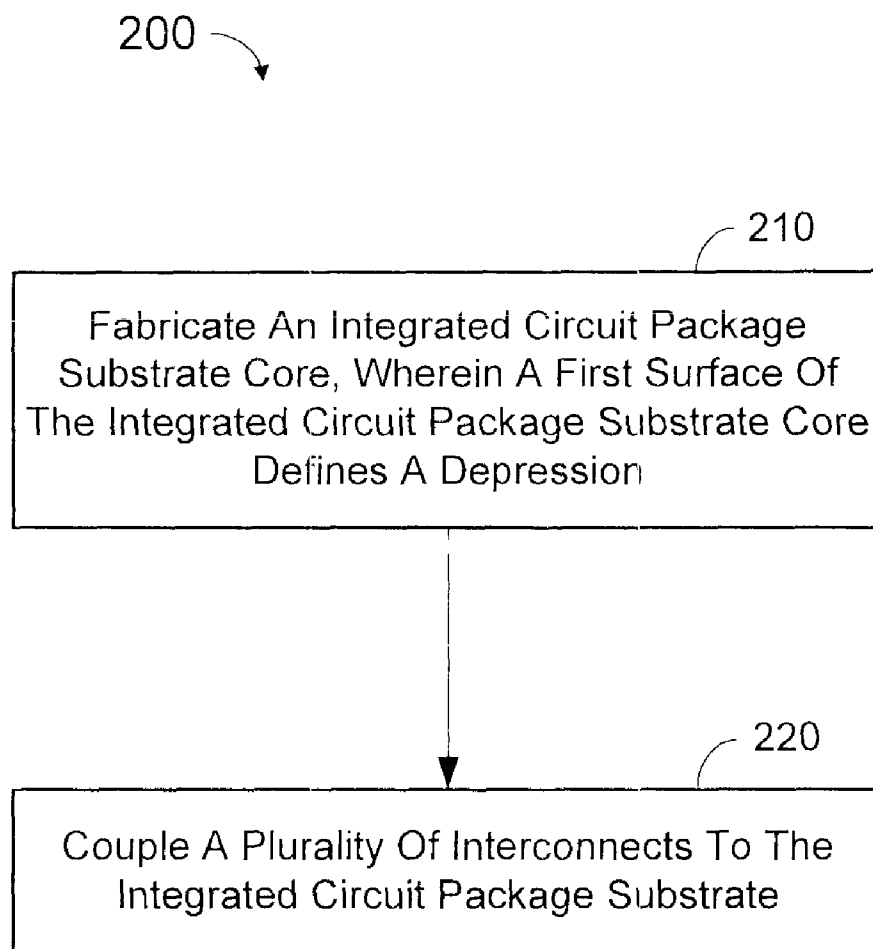 200
210
Fabricate An Integrated Circuit Package
Substrate Core, Wherein A First Surface Of
The Integrated Circuit Package Substrate Core
Defines A Depression
220
Couple A Plurality Of Interconnects To The
Integrated Circuit Package Substrate